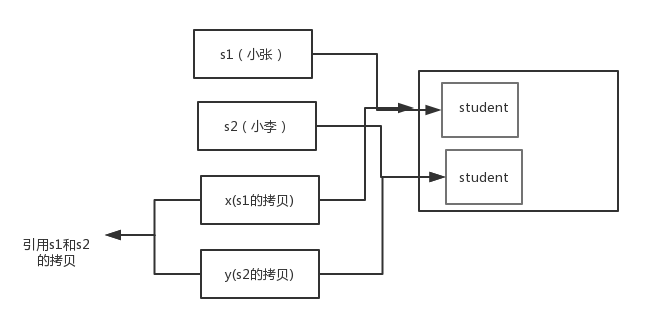 s1（小张）
student
s2（小李）
student
x(s1的拷贝)
引用s1和s2
的拷贝
y(s2的拷贝)